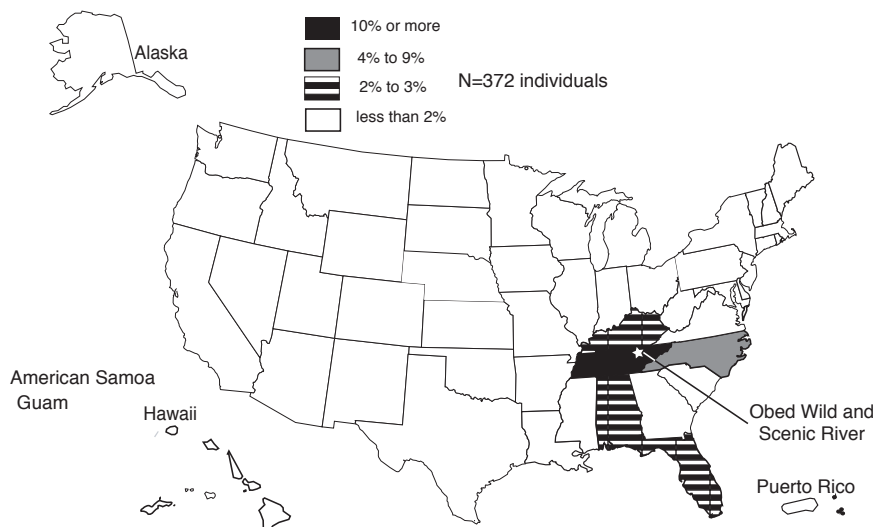 Alaska
10% or more
4% to 9%
2% to 3%
less than 2%
N=372 individuals
American Samoa
Guam
Hawaii
Obed Wild and
Scenic River
Puerto Rico